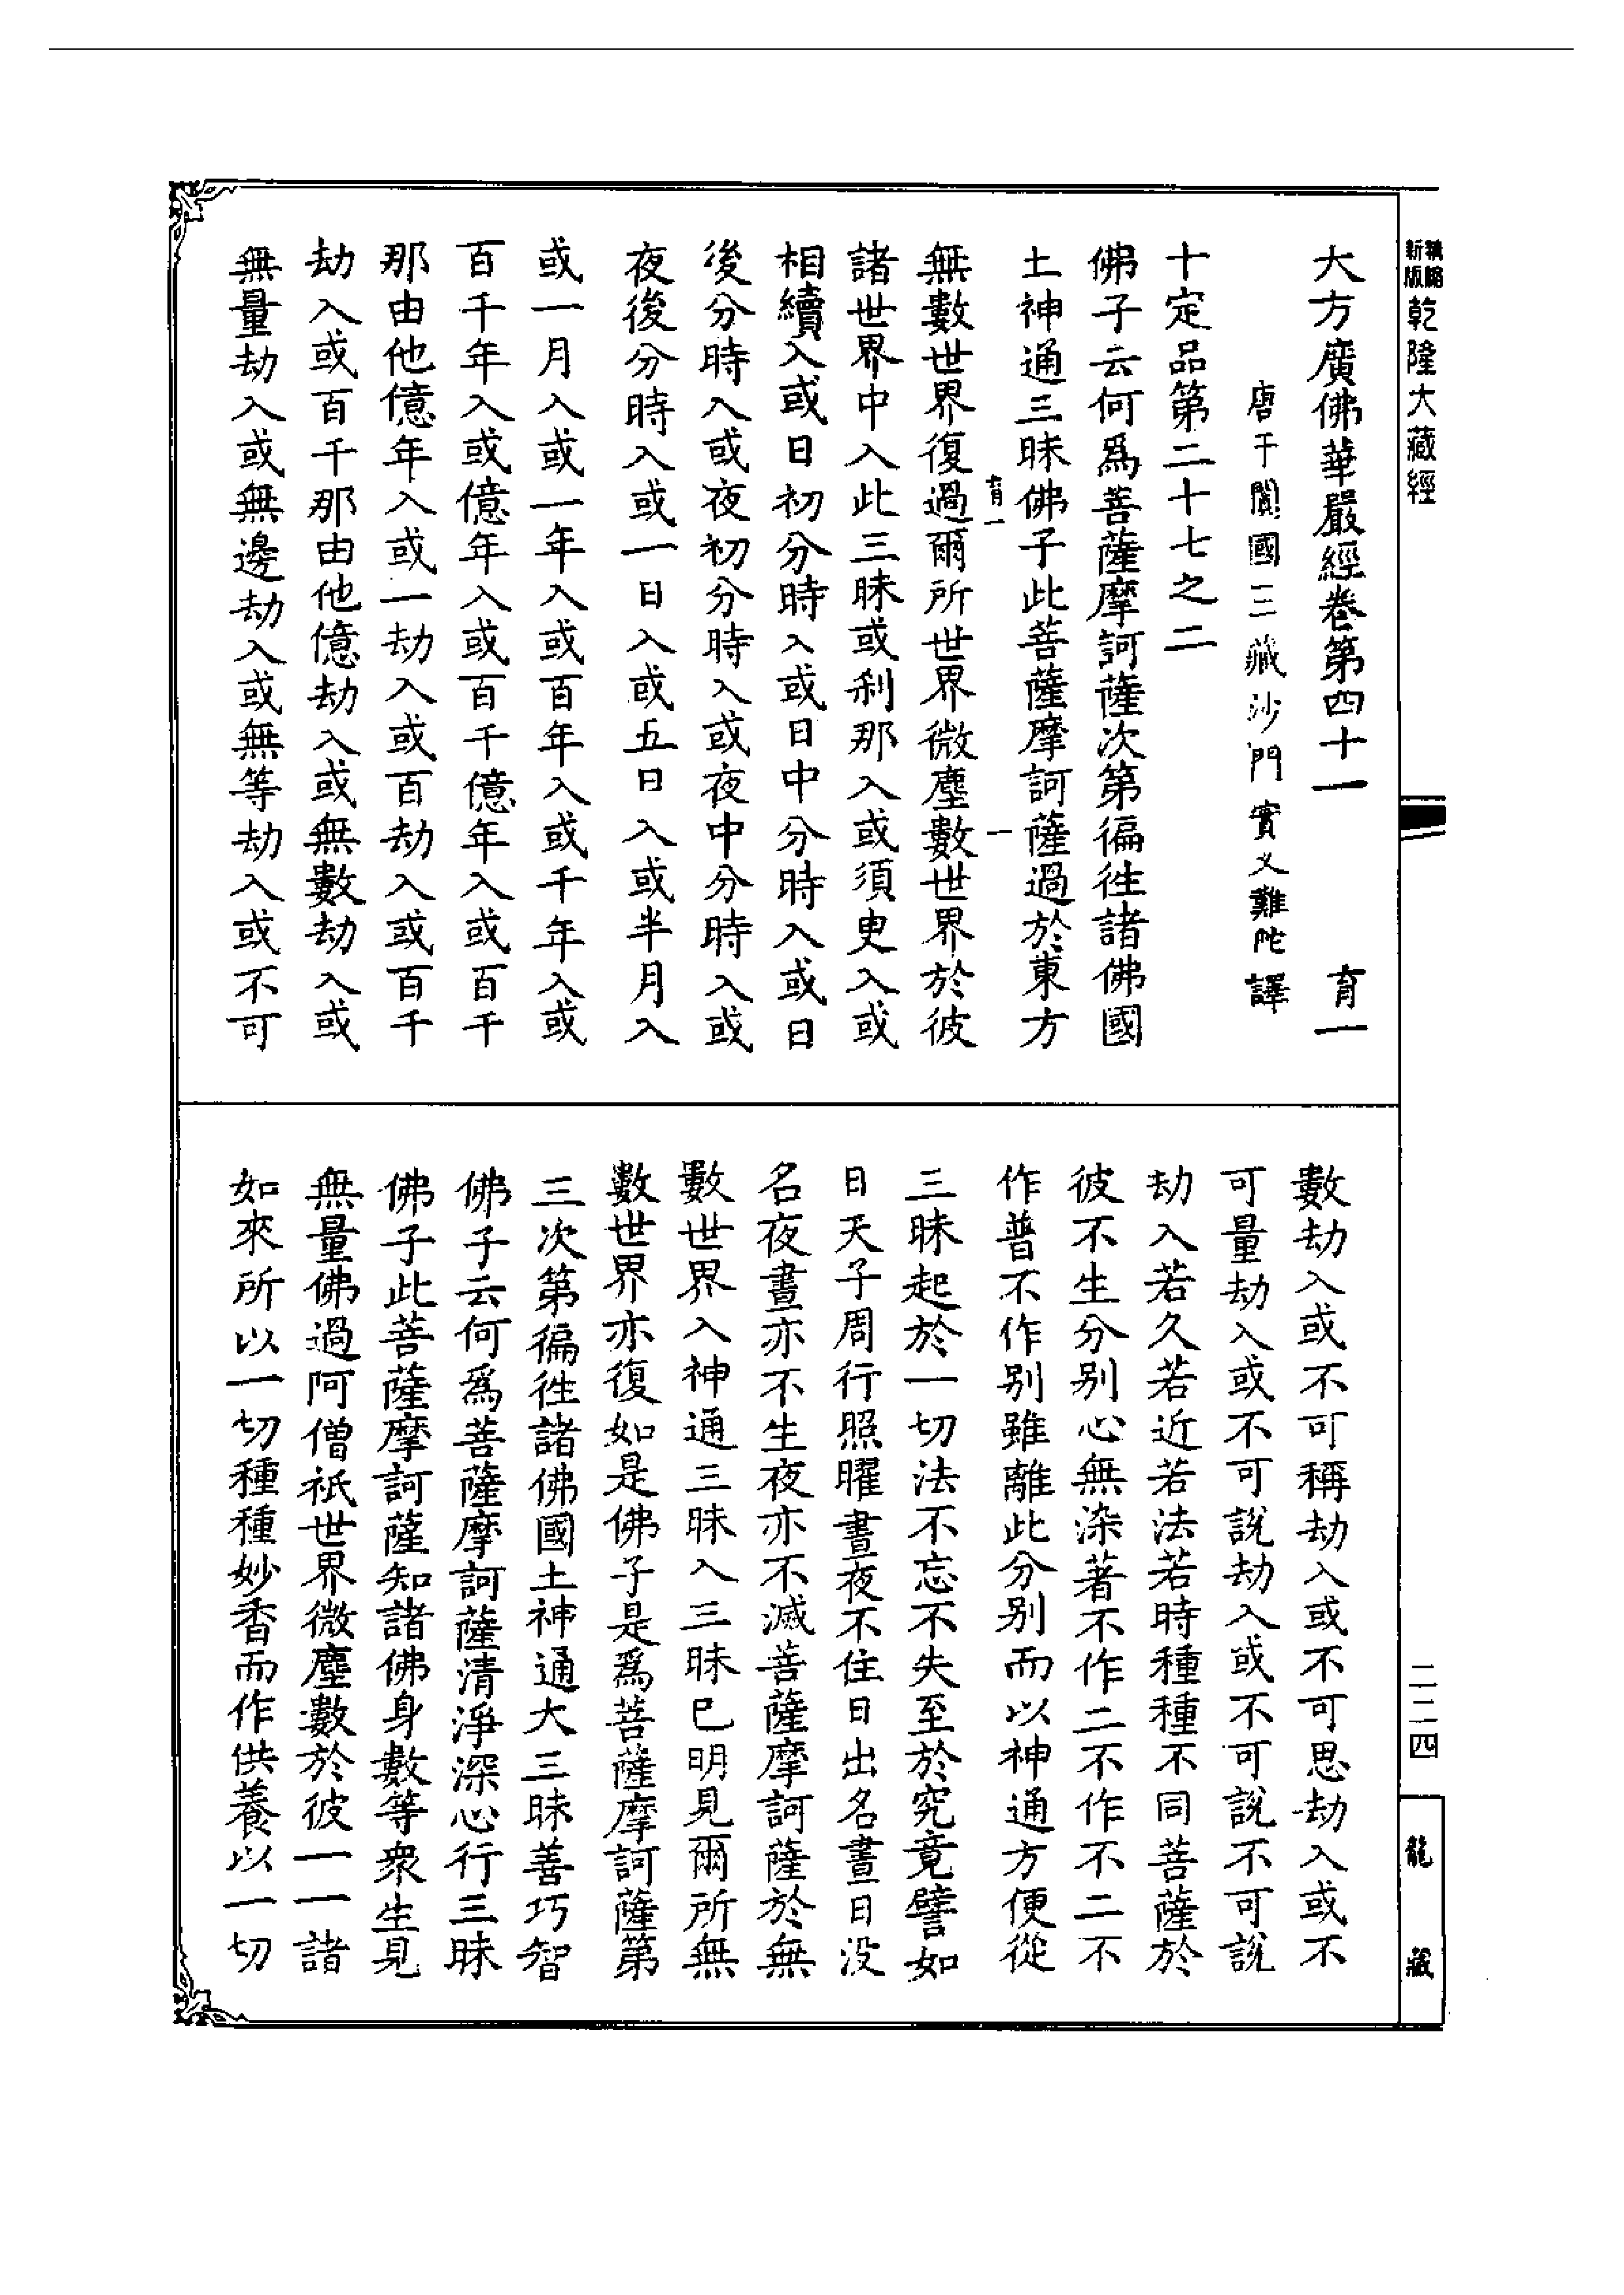 大方廣佛華嚴經卷第四十一 育一
唐于闐國三藏沙門實叉難陀譯
十定品第二十七之二
佛子云何爲菩薩摩訶薩次第徧徃諸佛國
土神通三昧佛子此菩薩摩訶薩過於東方
育一 一
無數世界復過爾所世界微塵數世界於彼
諸世界中入此三昧或刹那入或須臾入或
相續入或日初分時入或日中分時入或日
後分時入或夜初分時入或夜中分時入或
夜後分時入或一日入或五日入或半月入
或一月入或一年入或百年入或千年入或
百千年入或億年入或百千億年入或百千
那由他億年入或一劫入或百劫入或百千
劫入或百千那由他億劫入或無數劫入或
無量劫入或無邊劫入或無等劫入或不可
數劫入或不可稱劫入或不可思劫入或不
可量劫入或不可說劫入或不可說不可說
劫入若久若近若法若時種種不同菩薩於
彼不生分別心無染著不作二不作不二不
作普不作別雖離此分別而以神通方便從
三昧起於一切法不忘不失至於究竟譬如
日天子周行照曜晝夜不住日出名晝日没
名夜晝亦不生夜亦不滅菩薩摩訶薩於無
數世界入神通三昧入三昧已明見爾所無
數世界亦復如是佛子是爲菩薩摩訶薩第
三次第徧徃諸佛國土神通大三昧善巧智
佛子云何爲菩薩摩訶薩清淨深心行三昧
佛子此菩薩摩訶薩知諸佛身數等衆生見
無量佛過阿僧祇世界微塵數於彼一一諸
如來所以一切種種妙香而作供養以一切
新版
乾隆大藏經
二二四
龍藏